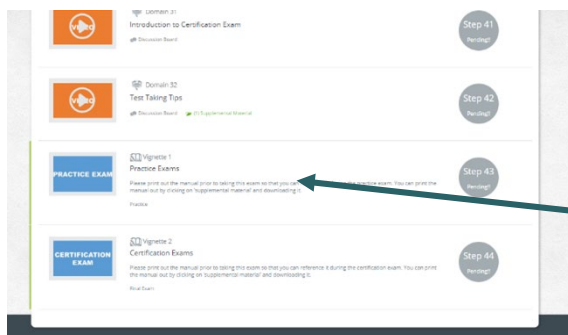 Domain 31
Introduction to Certification Exam
Discussion Board
Step 41
Pending!
VIDEO
Domain 32
Test Taking Tips
Discussion Board (1) Supplemental Material
Step 42
Pending!
PRACTICE EXAM
Vignette 1
Practice Exams
Please print out the manual prior to taking this exam so that you can the practice exam. You can print the
manual out by clicking on 'supplemental material' and downloading it.
Practice
Step 43
Pending!
CERTIFICATION
EXAM
Vignette 2
Certification Exams
Please print out the manual prior to taking this exam so that you can reference it during the certification exam. You can print
the manual out by clicking on 'supplemental material' and downloading it.
Final Exam
Step 44
Pending!